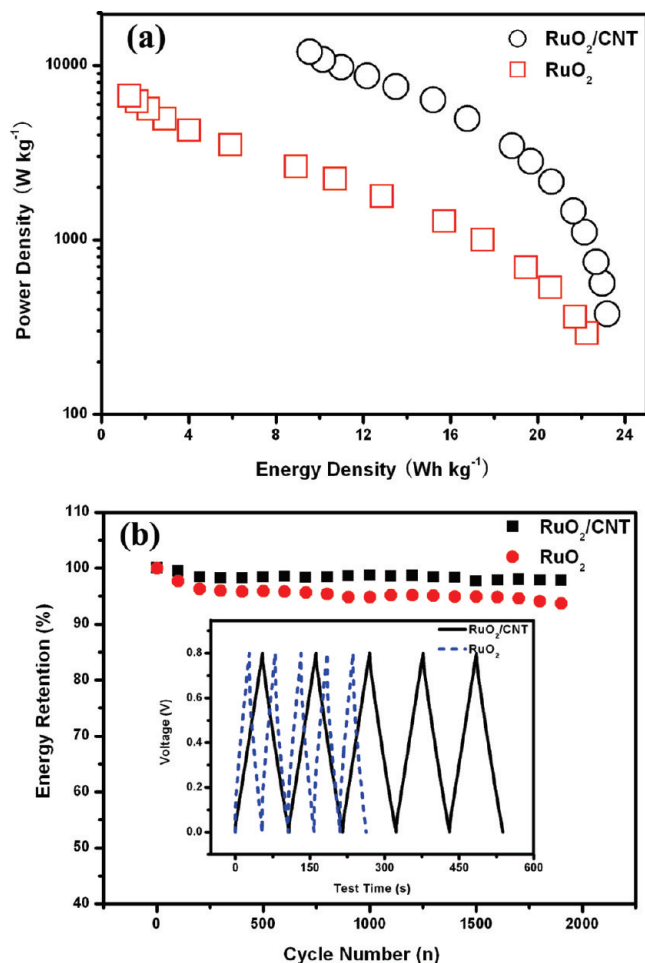 (a)
RuO₂/CNT
RuO₂
10000
1000
100
Power Density (W kg⁻¹)
0 4 8 12 16 20 24
Energy Density (Wh kg⁻¹)
(b)
RuO₂/CNT
RuO₂
110
100
90
80
70
60
50
40
Energy Retention (%)
RuO₂/CNT
RuO₂
0.8
0.6
0.4
0.2
0.0
Voltage (V)
0 150 300 450 600
Test Time (s)
0 500 1000 1500 2000
Cycle Number (n)